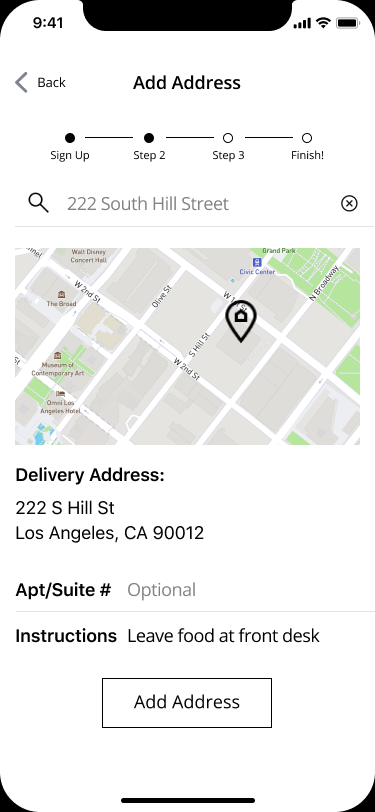 9:41
Back
Add Address
Sign Up
Step 2
Step 3
Finish!
222 South Hill Street
Walt Disney
Concert Hall
Grand Park
Civic Center
W 2nd St
Olive St
W 1
N Broadway
The Broad
S Hill St
W 2nd St
Museum of
Contemporary Art
Omni Los
Angeles Hotel
Delivery Address:
222 S Hill St
Los Angeles, CA 90012
Apt/Suite # Optional
Instructions Leave food at front desk
Add Address